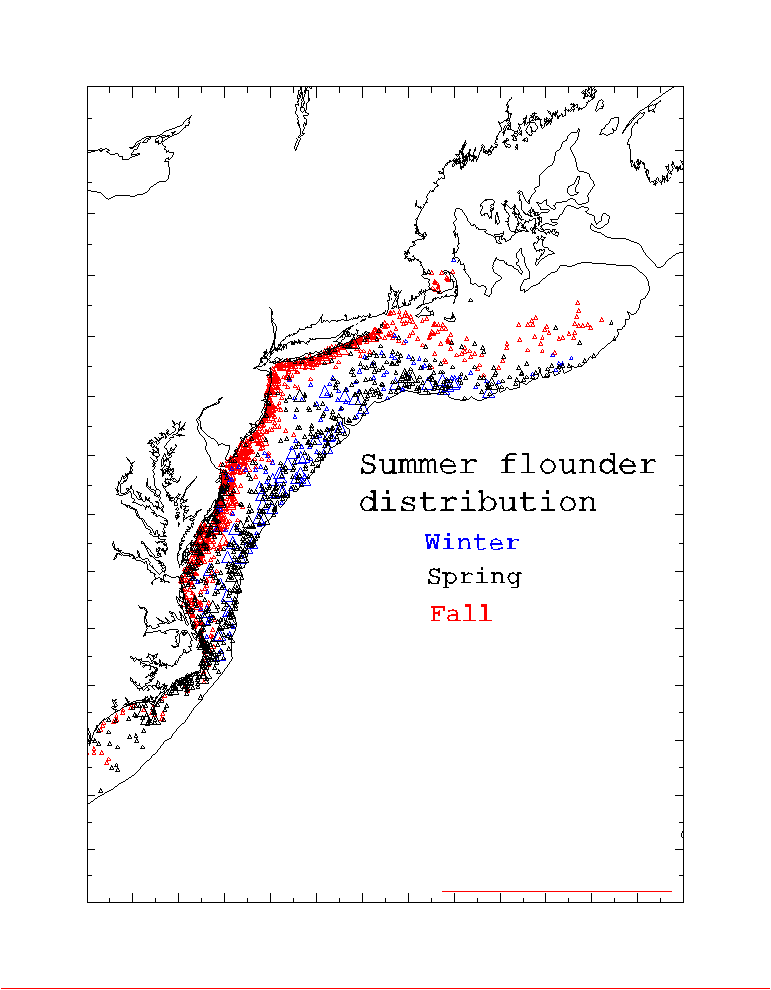 Summer flounder
distribution
Winter
Spring
Fall